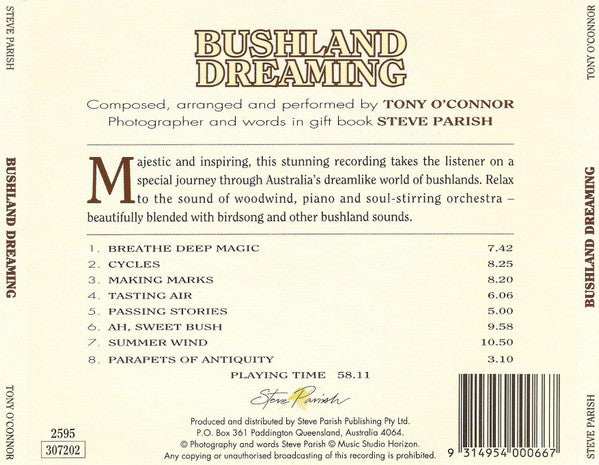 STEVE PARISH
BUSHLAND DREAMING
TONY O'CONNOR
BUSHLAND
DREAMING
Composed, arranged and performed by TONY O'CONNOR
Photographer and words in gift book STEVE PARISH
Majestic and inspiring, this stunning recording takes the listener on a
special journey through Australia's dreamlike world of bushlands. Relax
to the sound of woodwind, piano and soul-stirring orchestra –
beautifully blended with birdsong and other bushland sounds.
1. BREATHE DEEP MAGIC 7.42
2. CYCLES 8.25
3. MAKING MARKS 8.20
4. TASTING AIR 6.06
5. PASSING STORIES 5.00
6. AH, SWEET BUSH 9.58
7. SUMMER WIND 10.50
8. PARAPETS OF ANTIQUITY 3.10
PLAYING TIME 58.11
Steve Parish
Produced and distributed by Steve Parish Publishing Pty Ltd.
P.O. Box 361 Paddington Queensland, Australia 4064.
© Photography and words Steve Parish © Music Studio Horizon.
Any copying or unauthorised broadcasting of this recording is prohibited.
2595
307202
9 314954 000667
TONY O'CONNOR
BUSHLAND DREAMING
STEVE PARISH